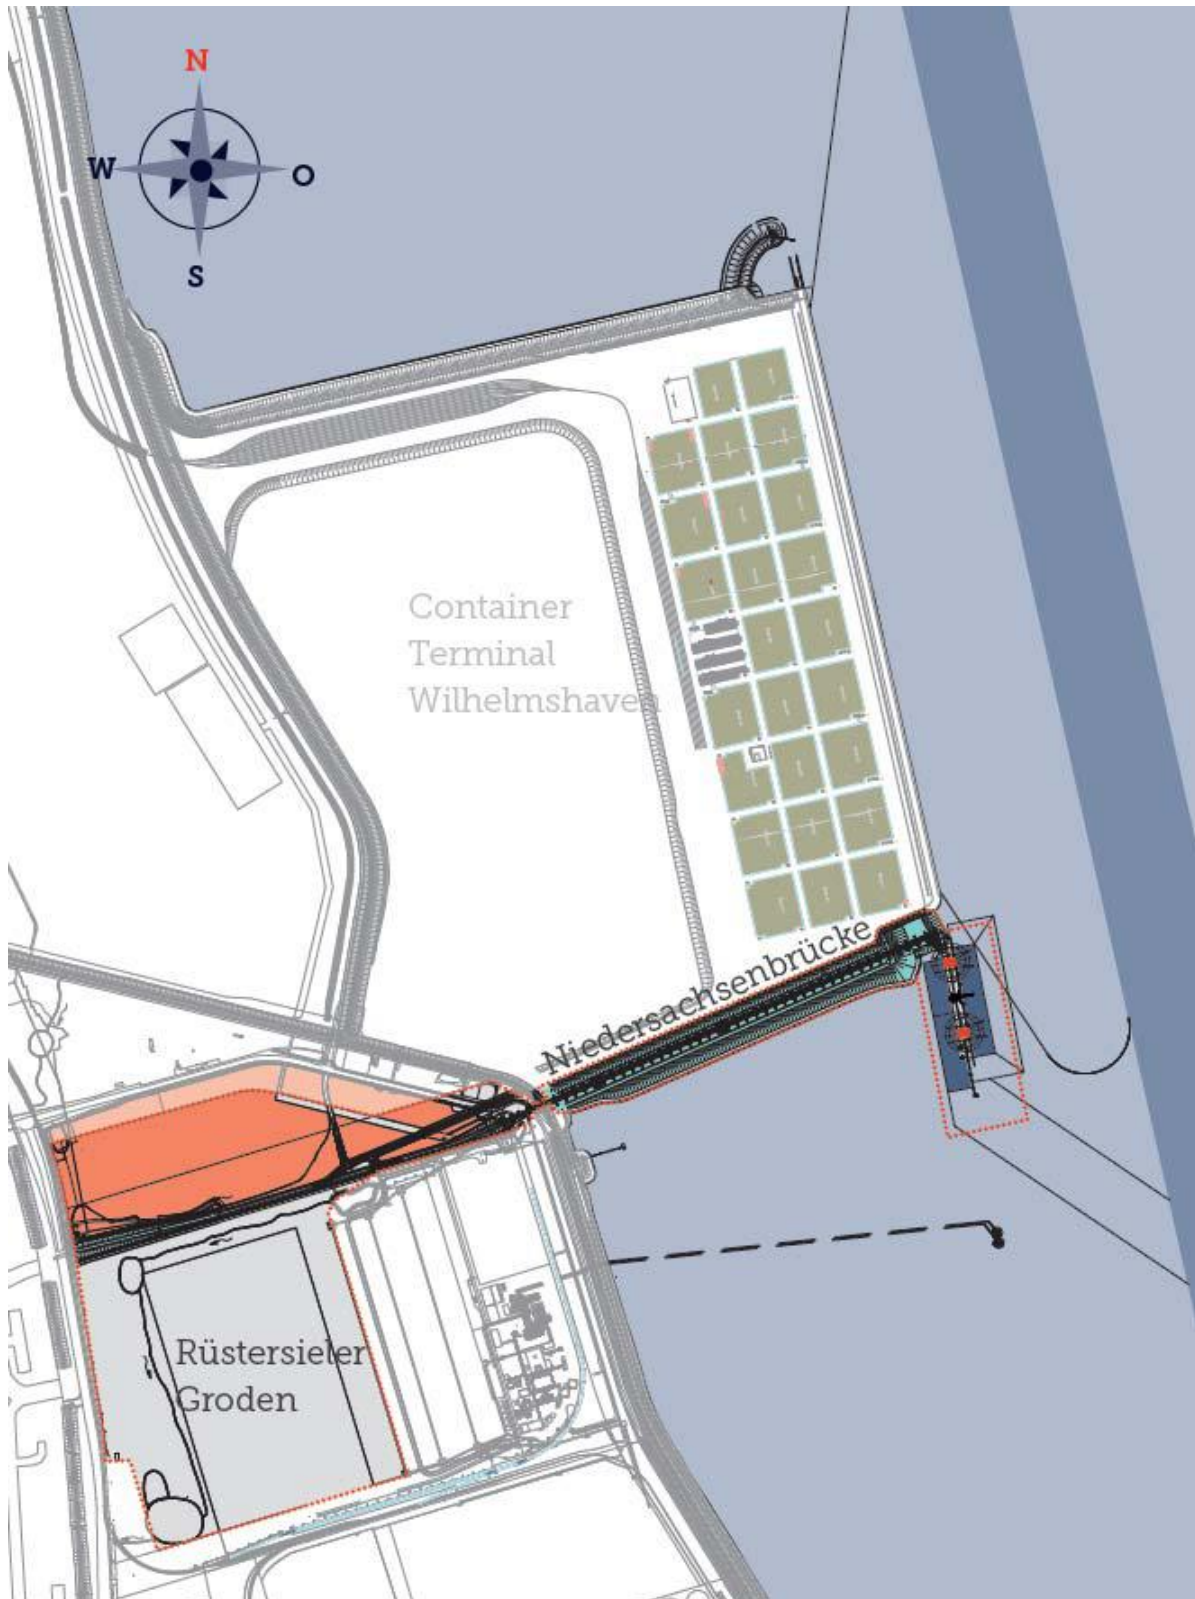 N
W
O
S
Container
Terminal
Wilhelmshaven
Niedersachsenbrücke
Rüstersieler
Groden